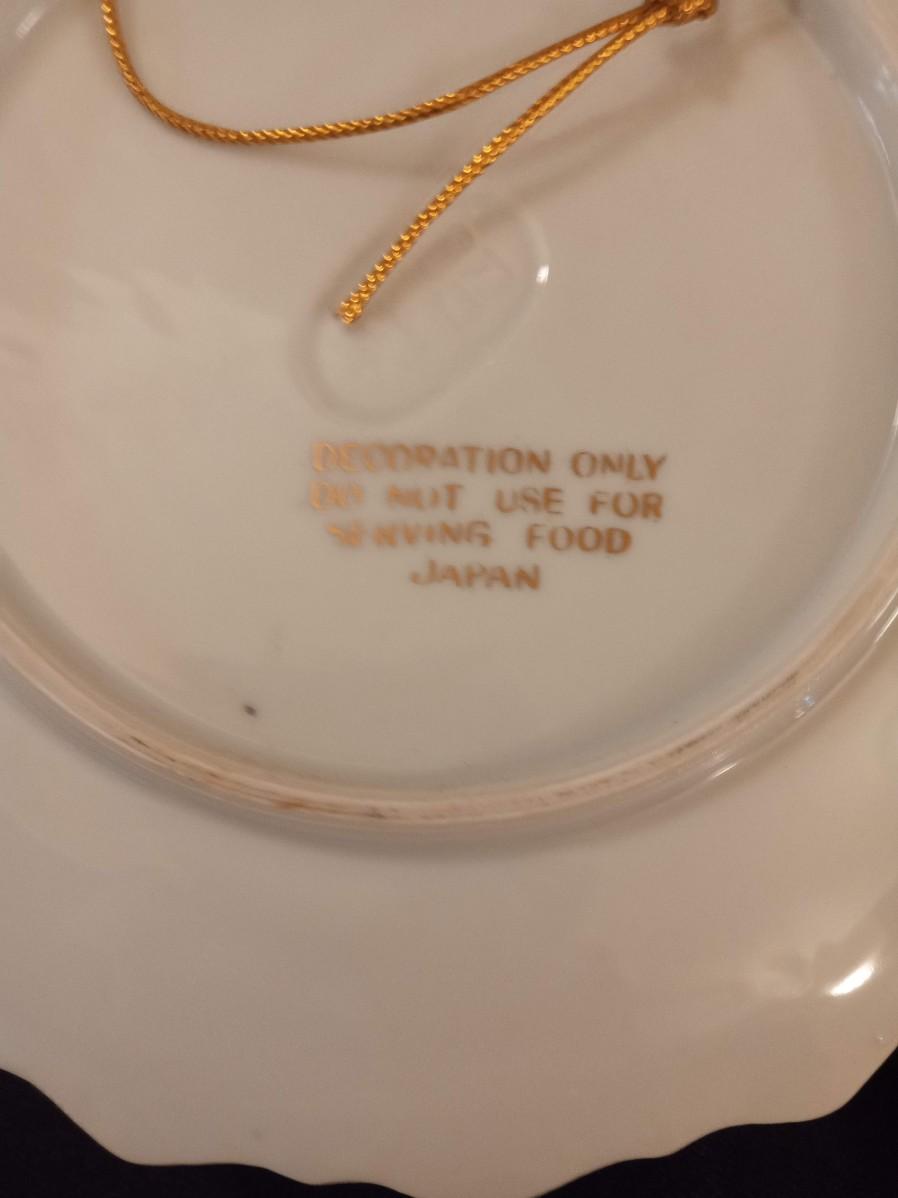 DECORATION ONLY
DO NOT USE FOR
SERVING FOOD
JAPAN